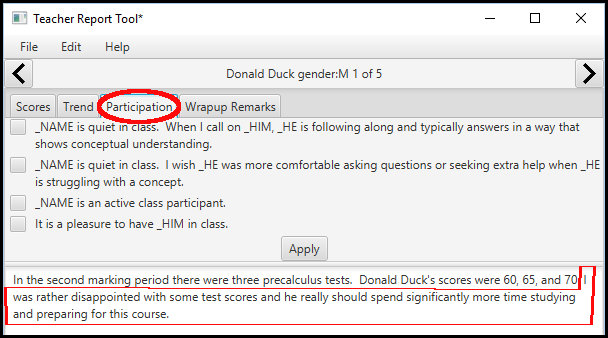 Teacher Report Tool*
File Edit Help
Donald Duck gender:M 1 of 5
Scores Trend Participation Wrapup Remarks
_NAME is quiet in class.  When I call on _HIM, _HE is following along and typically answers in a way that
shows conceptual understanding.
_NAME is quiet in class.  I wish _HE was more comfortable asking questions or seeking extra help when _HE
is struggling with a concept.
_NAME is an active class participant.
It is a pleasure to have _HIM in class.
Apply
In the second marking period there were three precalculus tests.  Donald Duck's scores were 60, 65, and 70 I
was rather disappointed with some test scores and he really should spend significantly more time studying
and preparing for this course.